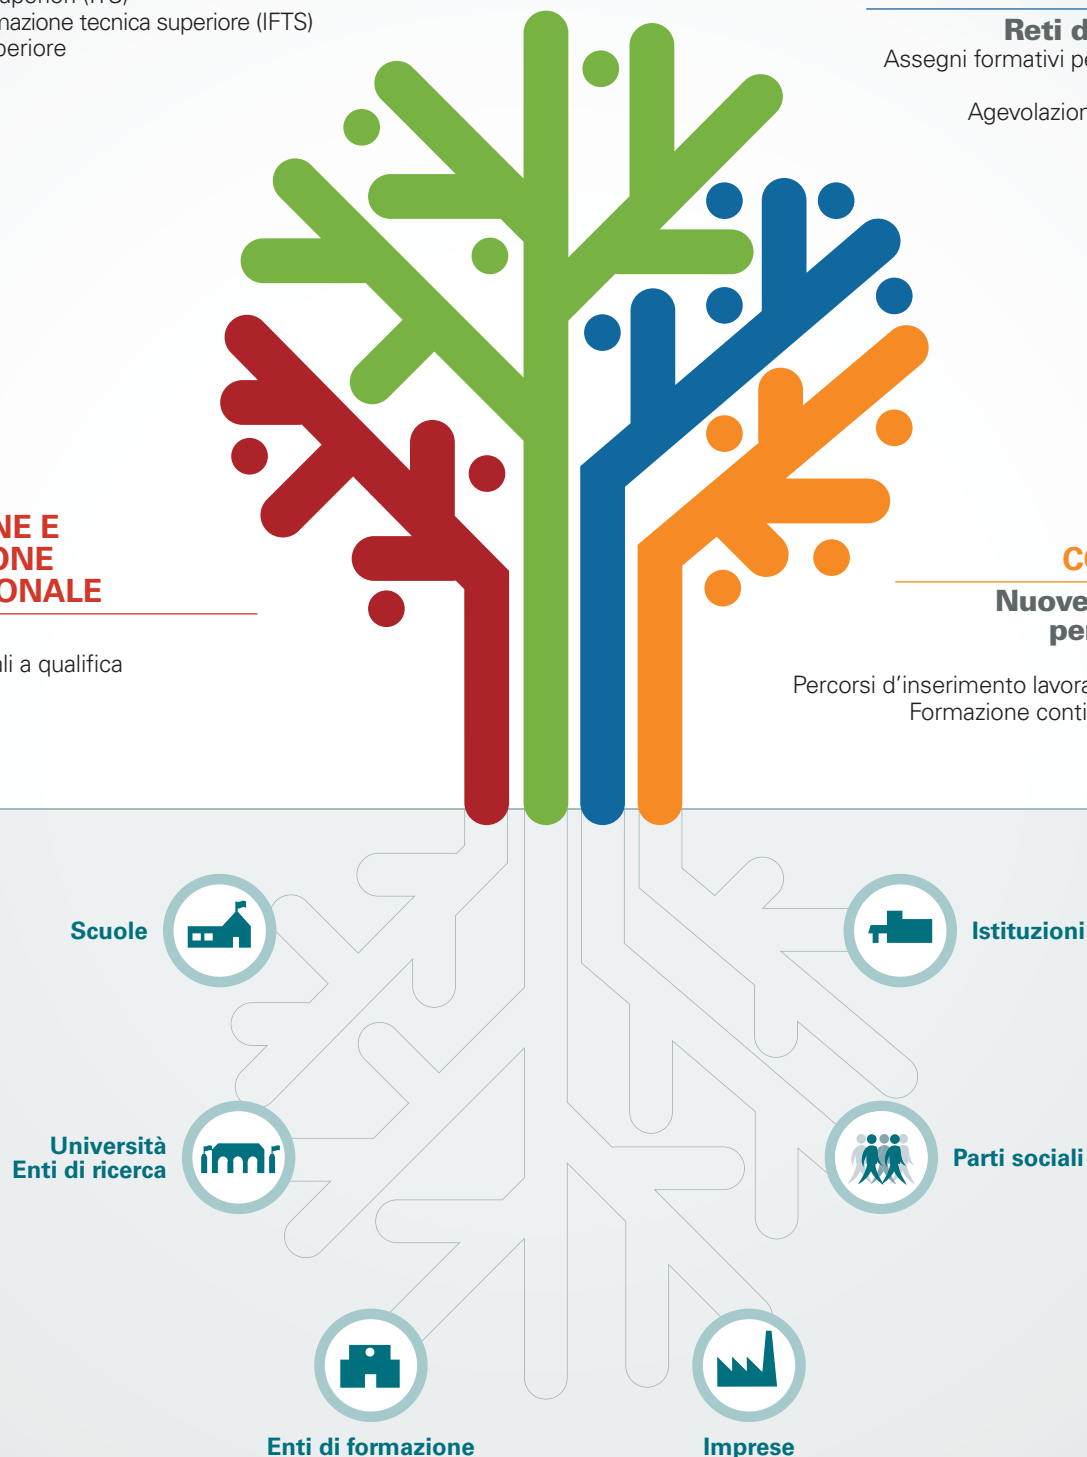 mazione tecnica superiore (IFTS)
periore
Reti d
Assegni formativi pe
Agevolazion
NE E
ONE
ONALE
li a qualifica
CO
Nuove
per
Percorsi d'inserimento lavora
Formazione conti
Scuole
Istituzioni
Università
Enti di ricerca
Parti sociali
Enti di formazione
Imprese